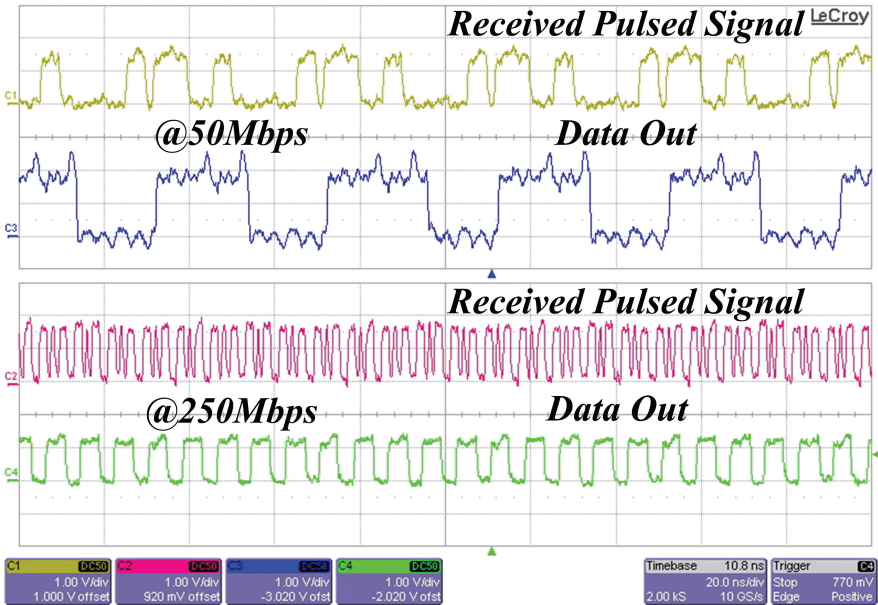 Received Pulsed Signal
LeCroy
C1
@50Mbps Data Out
C3
Received Pulsed Signal
C2
@250Mbps Data Out
C4
C1 DC50
1.00 V/div
1.000 V offset
C2 DC50
1.00 V/div
920 mV offset
C3 DC50
1.00 V/div
-3.020 V ofst
C4 DC50
1.00 V/div
-2.020 V ofst
Timebase 10.8 ns
20.0 ns/div
2.00 kS 10 GS/s
Trigger C4
Stop 770 mV
Edge Positive